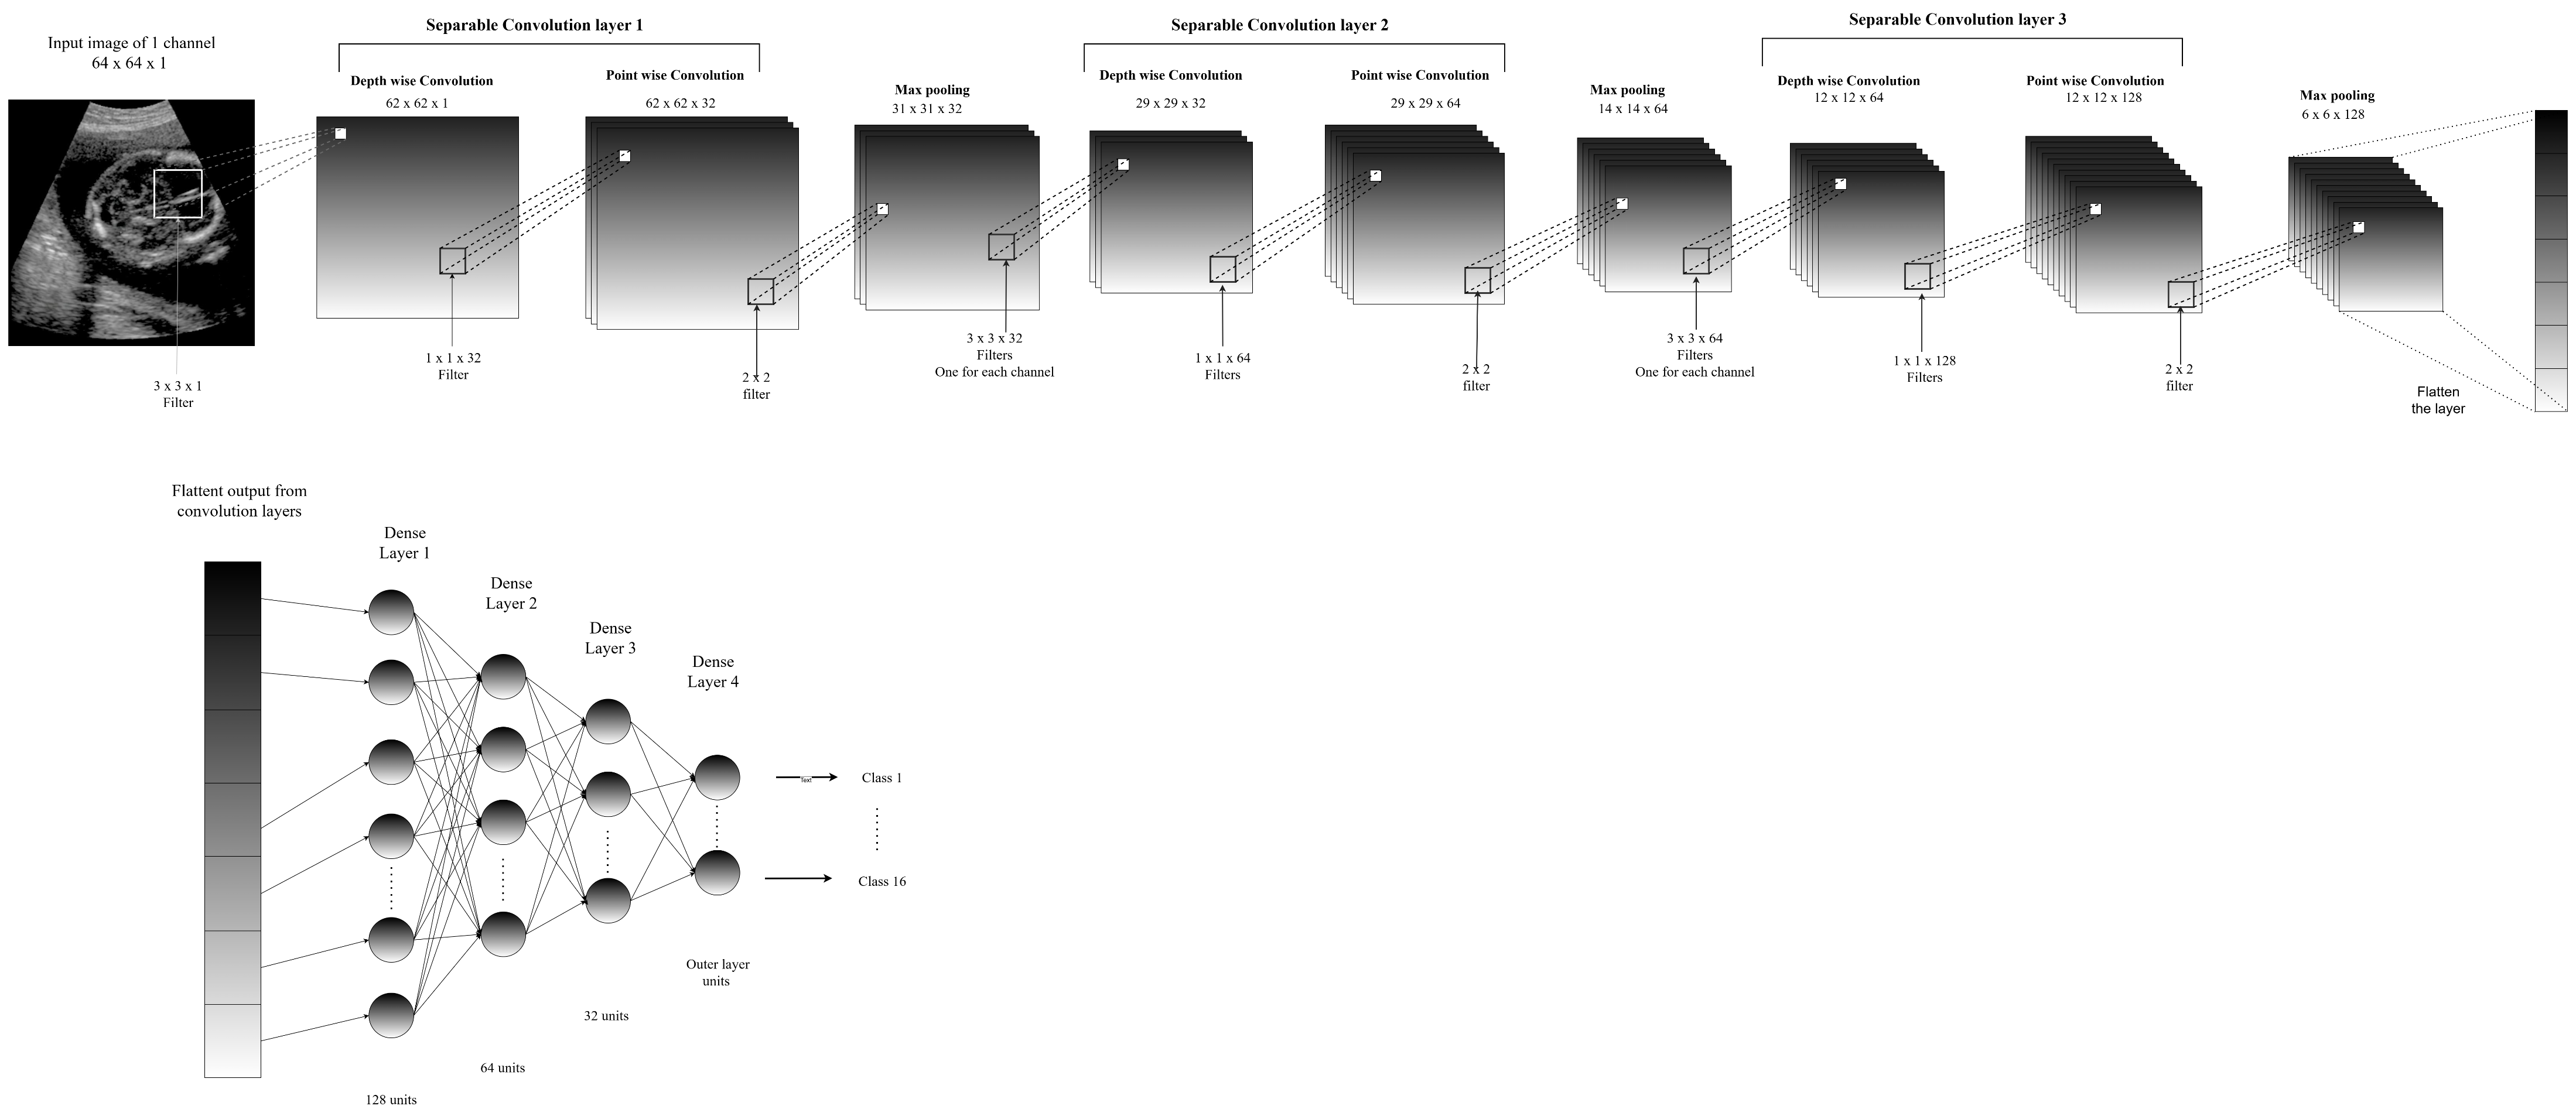 Separable Convolution layer 1
Separable Convolution layer 2
Separable Convolution layer 3
Input image of 1 channel
64 x 64 x 1
Depth wise Convolution
62 x 62 x 1
Point wise Convolution
62 x 62 x 32
Max pooling
31 x 31 x 32
Depth wise Convolution
29 x 29 x 32
Point wise Convolution
29 x 29 x 64
Max pooling
14 x 14 x 64
Depth wise Convolution
12 x 12 x 64
Point wise Convolution
12 x 12 x 128
Max pooling
6 x 6 x 128
3 x 3 x 1
Filter
1 x 1 x 32
Filter
2 x 2
filter
3 x 3 x 32
Filters
One for each channel
1 x 1 x 64
Filters
2 x 2
filter
3 x 3 x 64
Filters
One for each channel
1 x 1 x 128
Filters
2 x 2
filter
Flatten
the layer
Flattent output from
convolution layers
Dense
Layer 1
Dense
Layer 2
Dense
Layer 3
Dense
Layer 4
Text
Class 1
Class 16
Outer layer
units
32 units
64 units
128 units